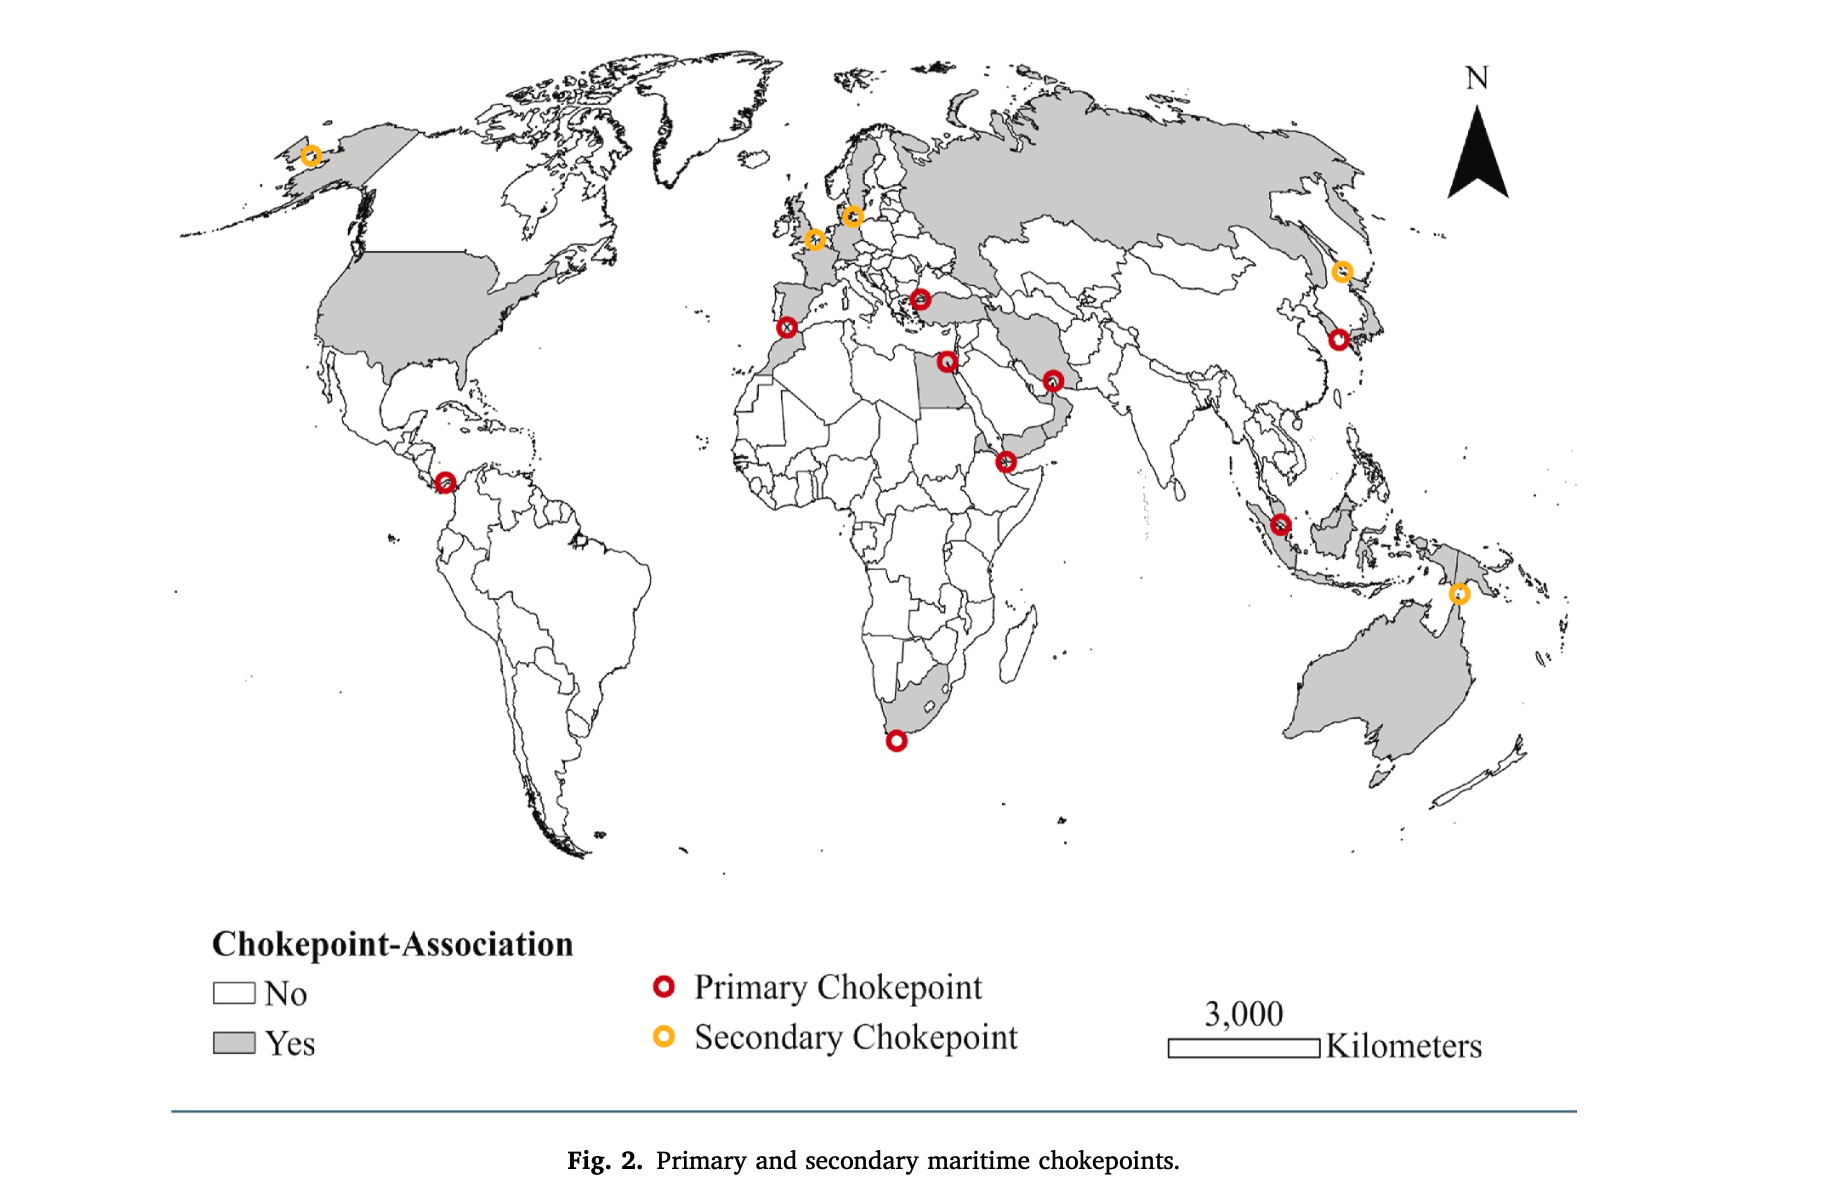 N
Chokepoint-Association
No
Yes
Primary Chokepoint
Secondary Chokepoint
3,000
Kilometers
Fig. 2. Primary and secondary maritime chokepoints.